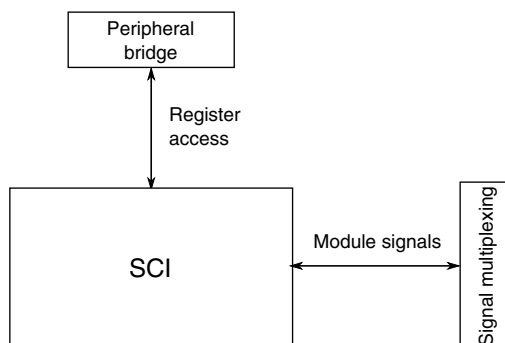 Peripheral
bridge
Register
access
SCI
Module signals
Signal multiplexing